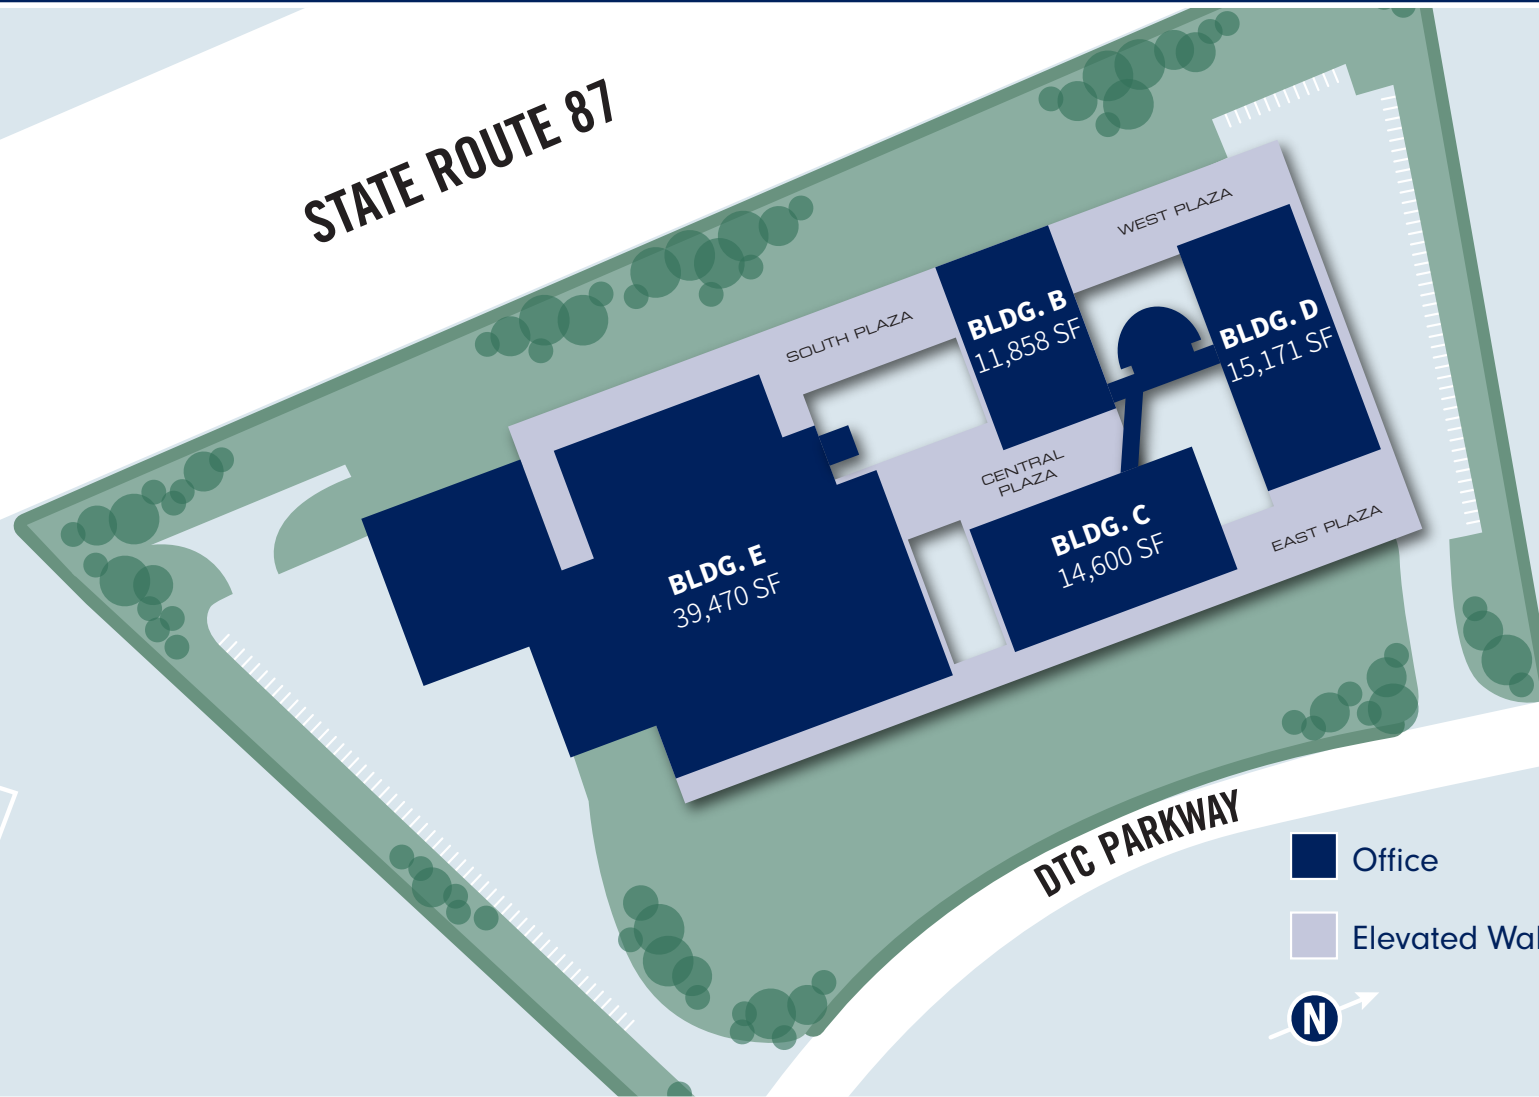 STATE ROUTE 87
WEST PLAZA
SOUTH PLAZA
BLDG. B
11,858 SF
BLDG. D
15,171 SF
CENTRAL
PLAZA
BLDG. C
14,600 SF
EAST PLAZA
BLDG. E
39,470 SF
DTC PARKWAY
Office
Elevated
N